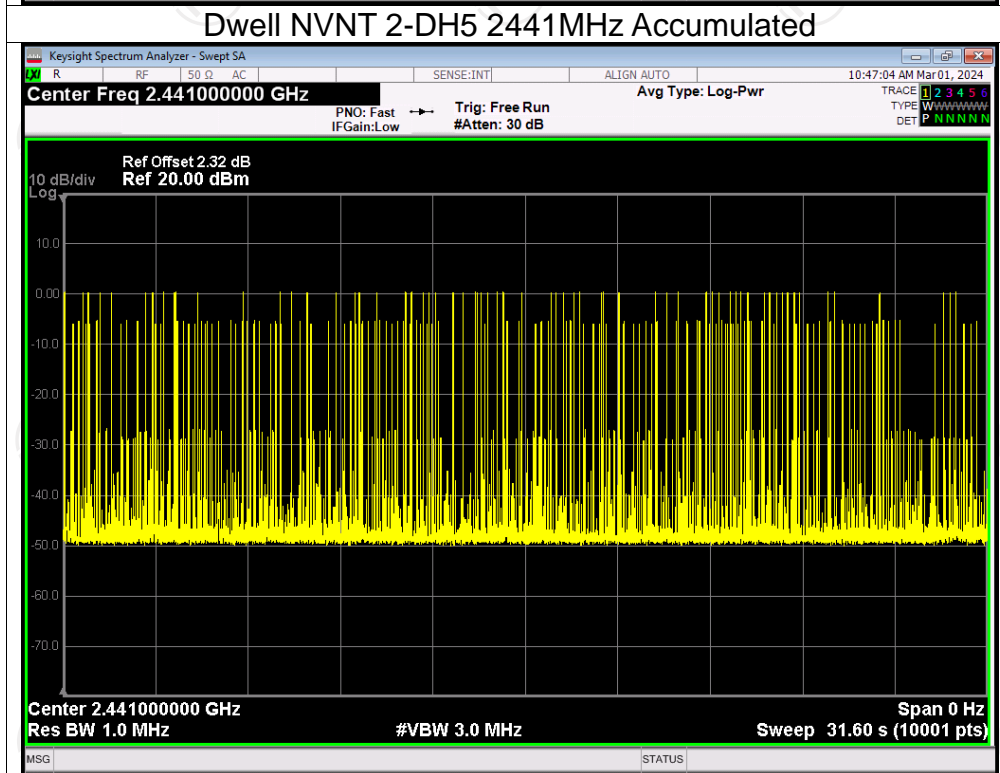 Dwell NVNT 2-DH5 2441MHz Accumulated
Keysight Spectrum Analyzer - Swept SA
LXI R RF 50 Ω AC SENSE:INT ALIGN AUTO 10:47:04 AM Mar 01, 2024
Center Freq 2.441000000 GHz Avg Type: Log-Pwr TRACE 1 2 3 4 5 6
PNO: Fast Trig: Free Run TYPE WWWWWW
IFGain:Low #Atten: 30 dB DET P N N N N N
Ref Offset 2.32 dB
10 dB/div Ref 20.00 dBm
Log
10.0
0.00
-10.0
-20.0
-30.0
-40.0
-50.0
-60.0
-70.0
Center 2.441000000 GHz Span 0 Hz
Res BW 1.0 MHz #VBW 3.0 MHz Sweep 31.60 s (10001 pts)
MSG STATUS